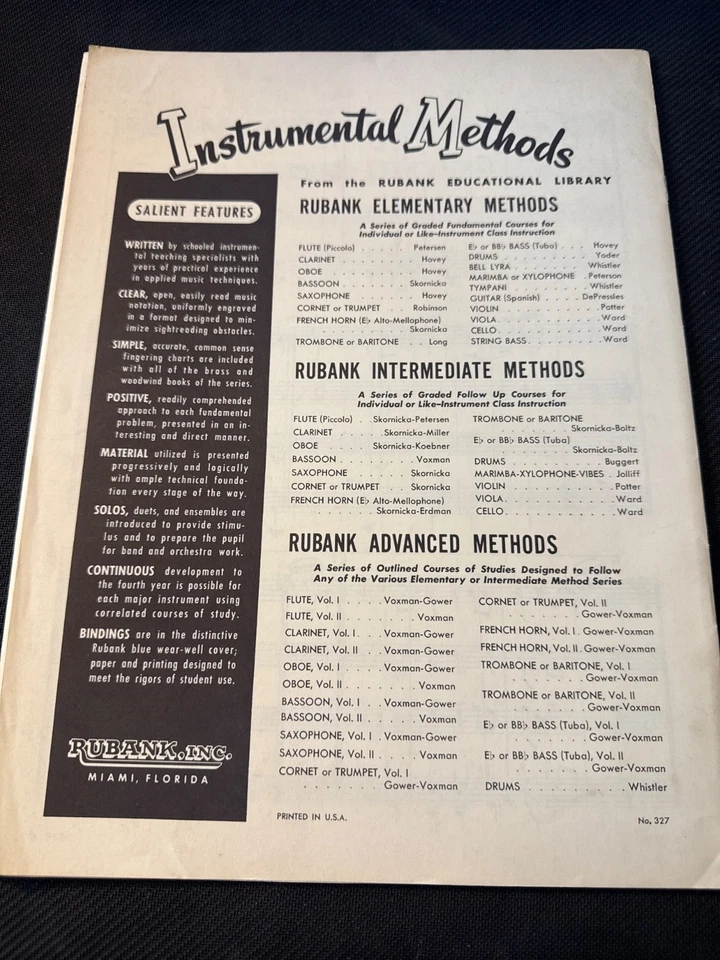 Instrumental Methods
From the RUBANK EDUCATIONAL LIBRARY
SALIENT FEATURES
WRITTEN by schooled instrumen-
tal teaching specialists with
years of practical experience
in applied music techniques.
CLEAR, open, easily read music
notation, uniformly engraved
in a format designed to min-
imize sightreading obstacles.
SIMPLE, accurate, common sense
fingering charts are included
with all of the brass and
woodwind books of the series.
POSITIVE, readily comprehended
approach to each fundamental
problem, presented in an in-
teresting and direct manner.
MATERIAL utilized is presented
progressively and logically
with ample technical founda-
tion every stage of the way.
SOLOS, duets, and ensembles are
introduced to provide stimu-
lus and to prepare the pupil
for band and orchestra work.
CONTINUOUS development to
the fourth year is possible for
each major instrument using
correlated courses of study.
BINDINGS are in the distinctive
Rubank blue wear-well cover;
paper and printing designed to
meet the rigors of student use.
RUBANK, INC.
MIAMI, FLORIDA
RUBANK ELEMENTARY METHODS
A Series of Graded Fundamental Courses for
Individual or Like-Instrument Class Instruction
FLUTE (Piccolo) . . . . . . Petersen
CLARINET . . . . . . . . Hovey
OBOE . . . . . . . . . Hovey
BASSOON . . . . . . . Skornicka
SAXOPHONE . . . . . . . Hovey
CORNET or TRUMPET . . . Robinson
FRENCH HORN (E♭ Alto-Mellophone)
. . . . . . . . . . Skornicka
TROMBONE or BARITONE . . Long
E♭ or BB♭ BASS (Tuba) . . . Hovey
DRUMS . . . . . . . . . Yoder
BELL LYRA . . . . . . . Whistler
MARIMBA or XYLOPHONE . Peterson
TYMPANI . . . . . . . . Whistler
GUITAR (Spanish) . . . . DePressles
VIOLIN . . . . . . . . . Potter
VIOLA . . . . . . . . . . Ward
CELLO . . . . . . . . . . Ward
STRING BASS . . . . . . . Ward
RUBANK INTERMEDIATE METHODS
A Series of Graded Follow Up Courses for
Individual or Like-Instrument Class Instruction
FLUTE (Piccolo) . . Skornicka-Petersen
CLARINET . . . . . Skornicka-Miller
OBOE . . . . . Skornicka-Koebner
BASSOON . . . . . . . . Voxman
SAXOPHONE . . . . . . Skornicka
CORNET or TRUMPET . . . Skornicka
FRENCH HORN (E♭ Alto-Mellophone)
. . . . . . . Skornicka-Erdman
TROMBONE or BARITONE
. . . . . . . . Skornicka-Boltz
E♭ or BB♭ BASS (Tuba)
. . . . . . . . Skornicka-Boltz
DRUMS . . . . . . . . . Buggert
MARIMBA-XYLOPHONE-VIBES . Jolliff
VIOLIN . . . . . . . . . Potter
VIOLA . . . . . . . . . . Ward
CELLO . . . . . . . . . . Ward
RUBANK ADVANCED METHODS
A Series of Outlined Courses of Studies Designed to Follow
Any of the Various Elementary or Intermediate Method Series
FLUTE, Vol. I . . . . Voxman-Gower
FLUTE, Vol. II . . . . . . . Voxman
CLARINET, Vol. I . . . Voxman-Gower
CLARINET, Vol. II . . . Voxman-Gower
OBOE, Vol. I . . . . Voxman-Gower
OBOE, Vol. II . . . . . . . Voxman
BASSOON, Vol. I . . . Voxman-Gower
BASSOON, Vol. II . . . . . Voxman
SAXOPHONE, Vol. I . Voxman-Gower
SAXOPHONE, Vol. II . . . . Voxman
CORNET or TRUMPET, Vol. I
. . . . . . . . Gower-Voxman
CORNET or TRUMPET, Vol. II
. . . . . . . . Gower-Voxman
FRENCH HORN, Vol. I . Gower-Voxman
FRENCH HORN, Vol. II . Gower-Voxman
TROMBONE or BARITONE, Vol. I
. . . . . . . . Gower-Voxman
TROMBONE or BARITONE, Vol. II
. . . . . . . . Gower-Voxman
E♭ or BB♭ BASS (Tuba), Vol. I
. . . . . . . . Gower-Voxman
E♭ or BB♭ BASS (Tuba), Vol. II
. . . . . . . . Gower-Voxman
DRUMS . . . . . . . . . Whistler
PRINTED IN U.S.A.
No. 327